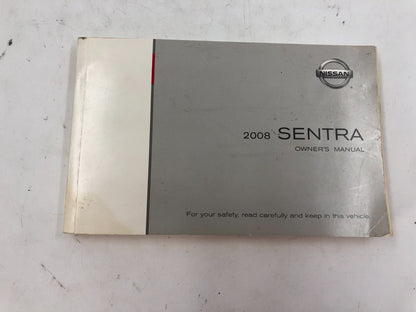 NISSAN
2008 SENTRA
OWNER'S MANUAL
For your safety, read carefully and keep in this vehicle.